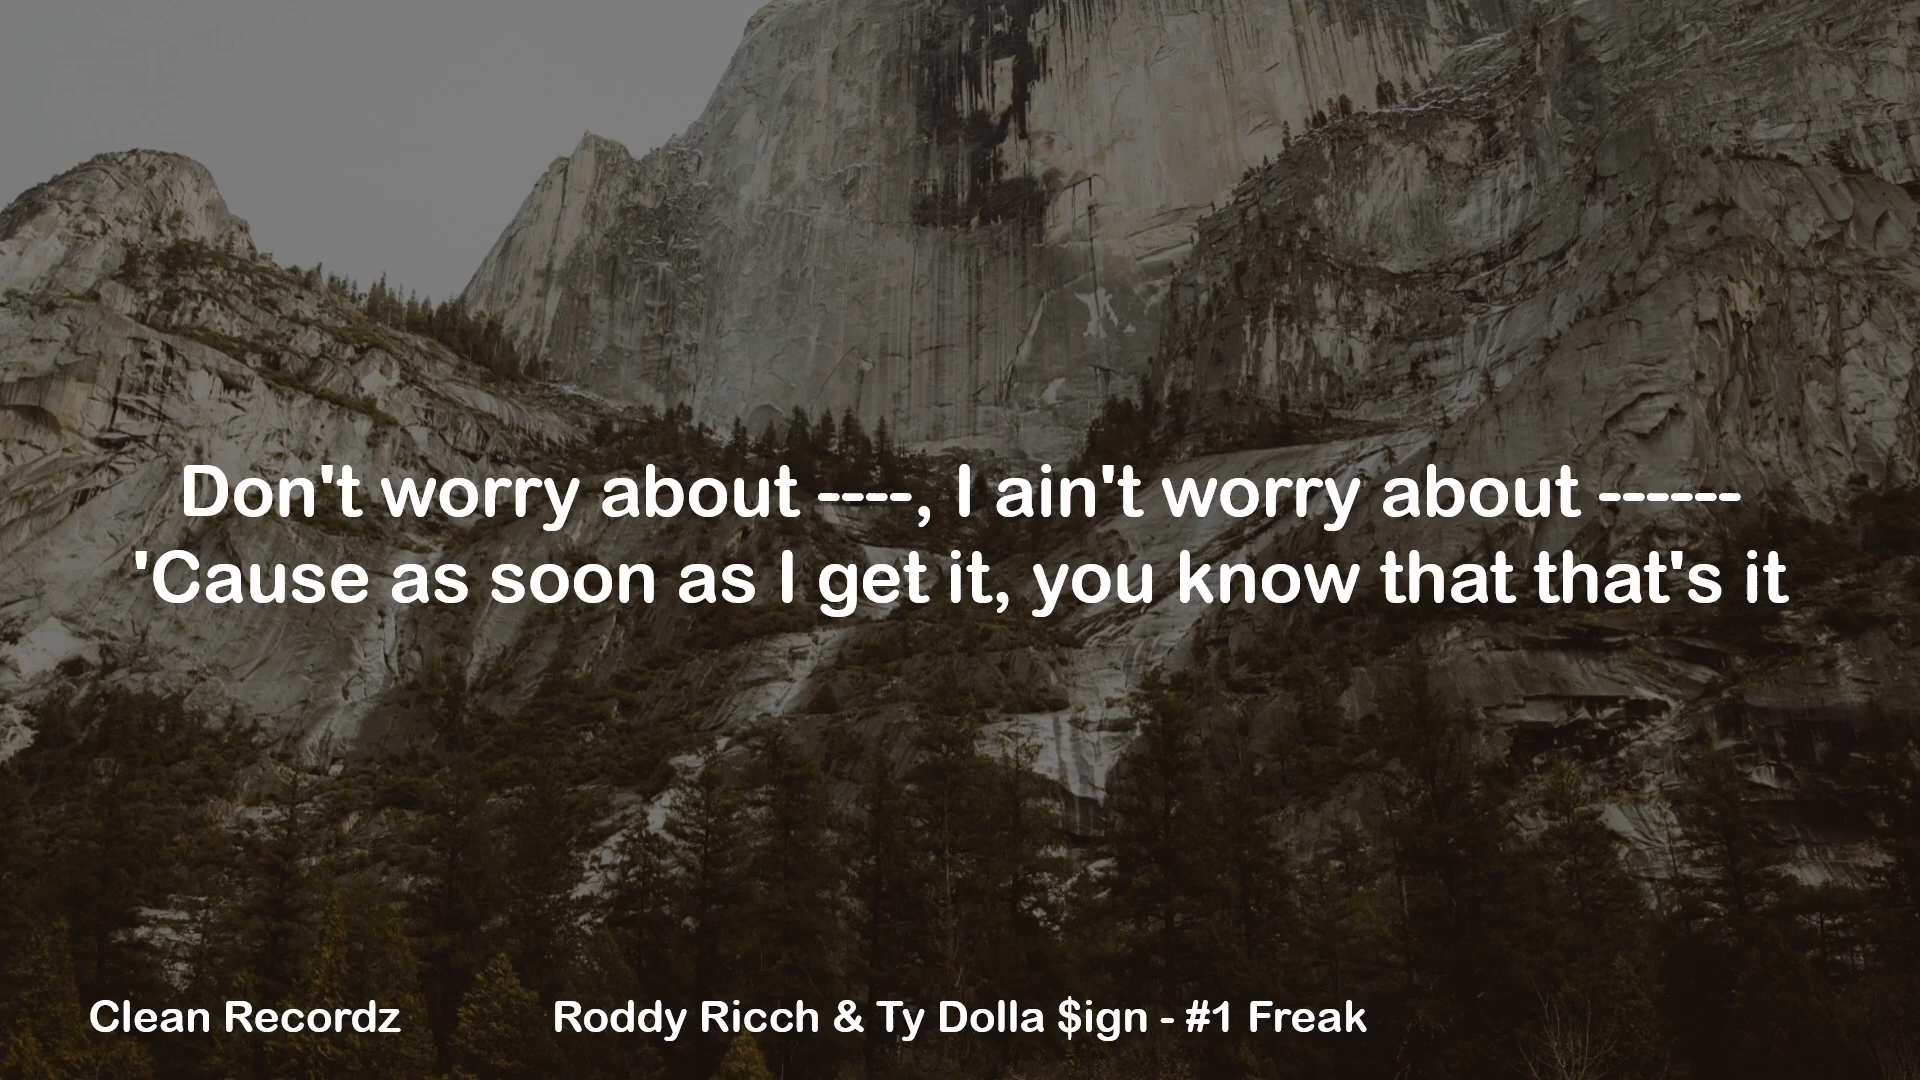 Don't worry about ----, I ain't worry about ------
'Cause as soon as I get it, you know that that's it
Clean Recordz
Roddy Ricch & Ty Dolla $ign - #1 Freak